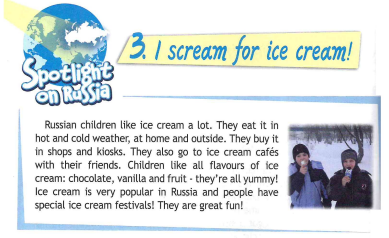 3. I scream for ice cream!
Spotlight
on Russia
Russian children like ice cream a lot. They eat it in
hot and cold weather, at home and outside. They buy it
in shops and kiosks. They also go to ice cream cafés
with their friends. Children like all flavours of ice
cream: chocolate, vanilla and fruit - they're all yummy!
Ice cream is very popular in Russia and people have
special ice cream festivals! They are great fun!